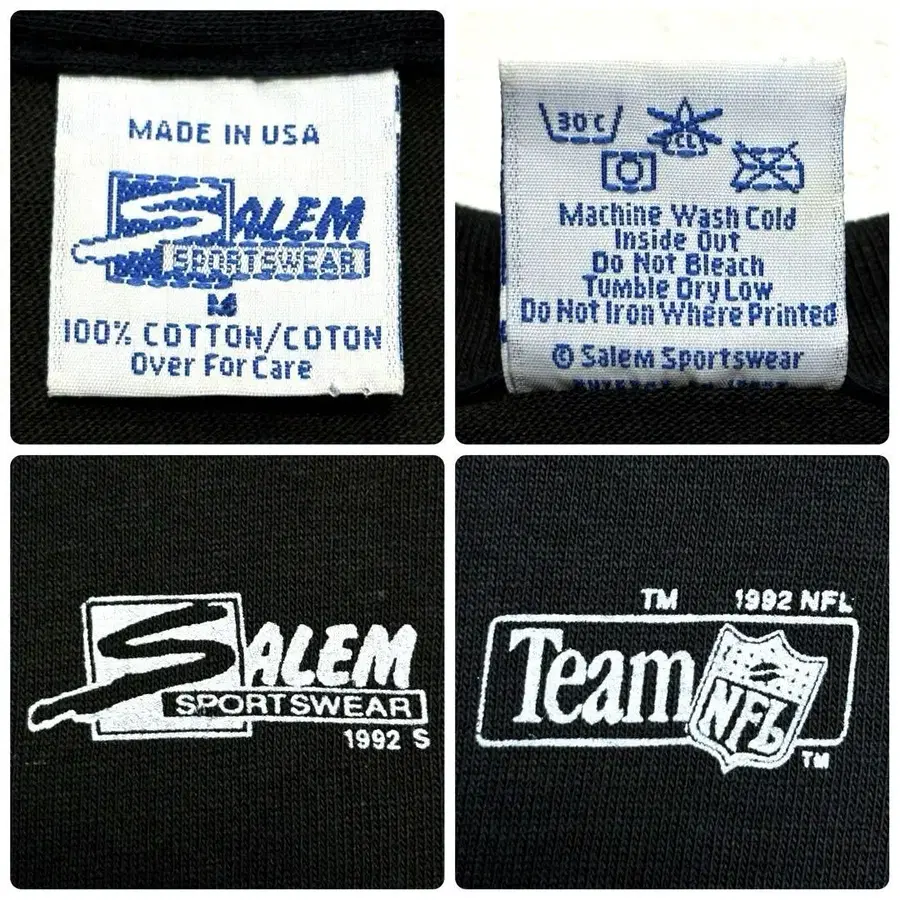 MADE IN USA
SALEM
SPORTSWEAR
M
100% COTTON/COTON
Over For Care
30 C
CL
Machine Wash Cold
Inside Out
Do Not Bleach
Tumble Dry Low
Do Not Iron Where Printed
© Salem Sportswear
SALEM
SPORTSWEAR
1992 S
TM 1992 NFL
Team NFL
TM